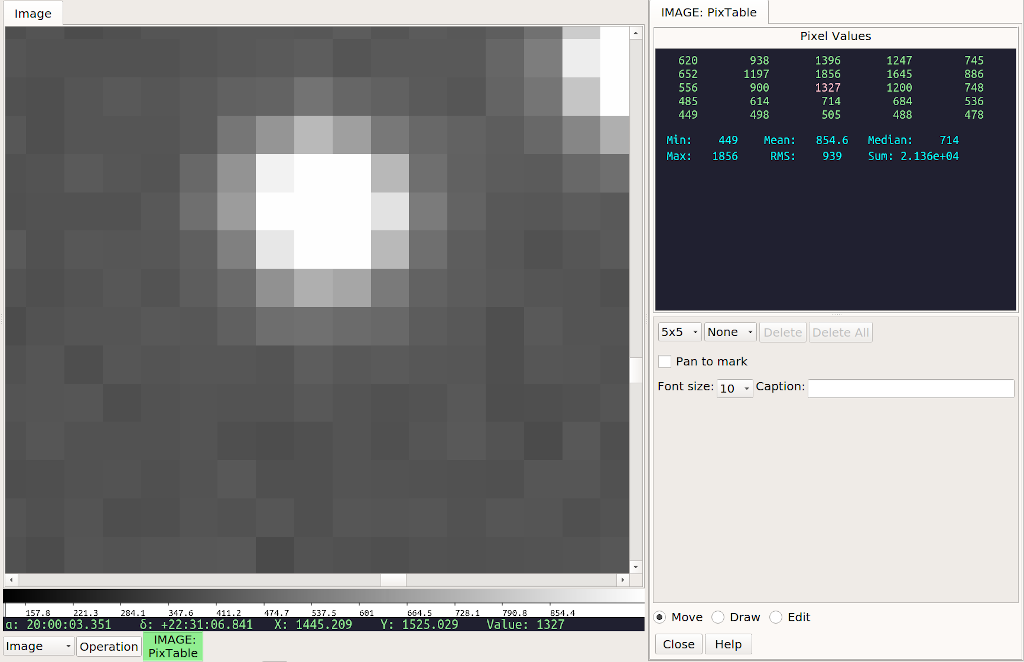 Image
IMAGE: PixTable
Pixel Values
620 938 1396 1247 745
652 1197 1856 1645 886
556 900 1327 1200 748
485 614 714 684 536
449 498 505 488 478
Min: 449 Mean: 854.6 Median: 714
Max: 1856 RMS: 939 Sum: 2.136e+04
5x5 None Delete Delete All
Pan to mark
Font size: 10 Caption:
157.8 221.3 284.1 347.6 411.2 474.7 537.5 601 664.5 728.1 790.8 854.4
α: 20:00:03.351 δ: +22:31:06.841 X: 1445.209 Y: 1525.029 Value: 1327
Move Draw Edit
Image Operation IMAGE:
PixTable
Close Help